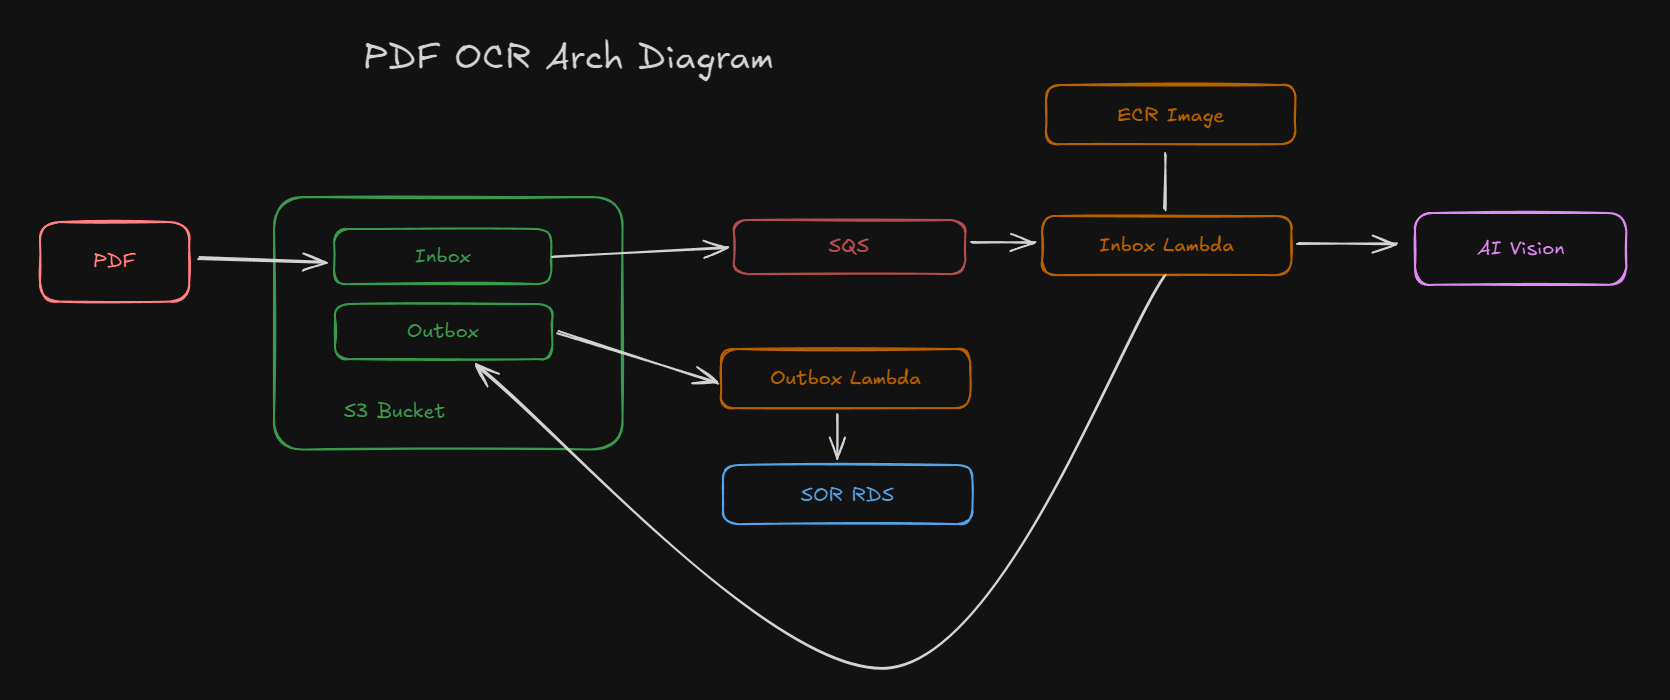 PDF OCR Arch Diagram
ECR Image
PDF
Inbox
SQS
Inbox Lambda
AI Vision
Outbox
Outbox Lambda
S3 Bucket
SOR RDS